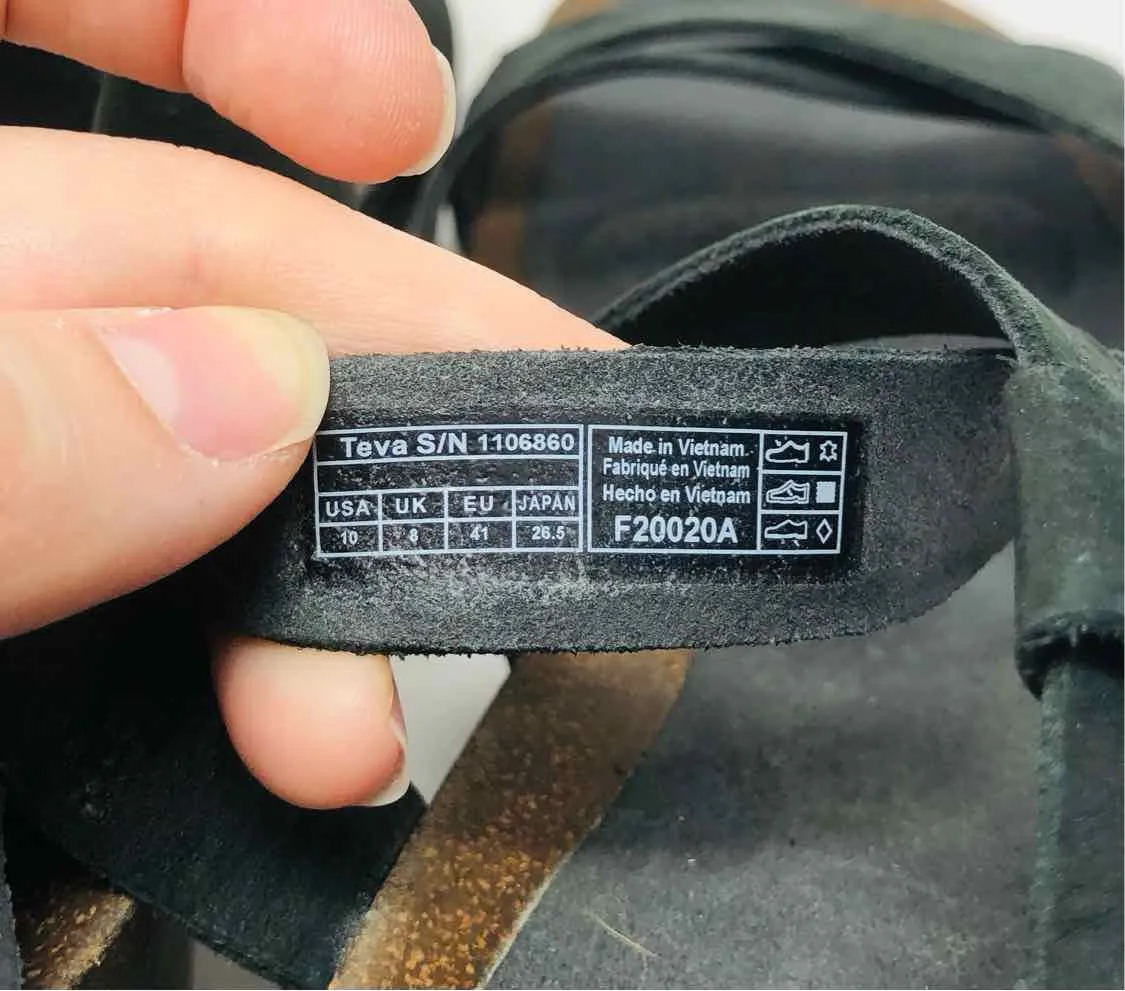 Teva S/N 1106860
USA UK EU JAPAN
10 8 41 26.5
Made in Vietnam
Fabriqué en Vietnam
Hecho en Vietnam
F20020A